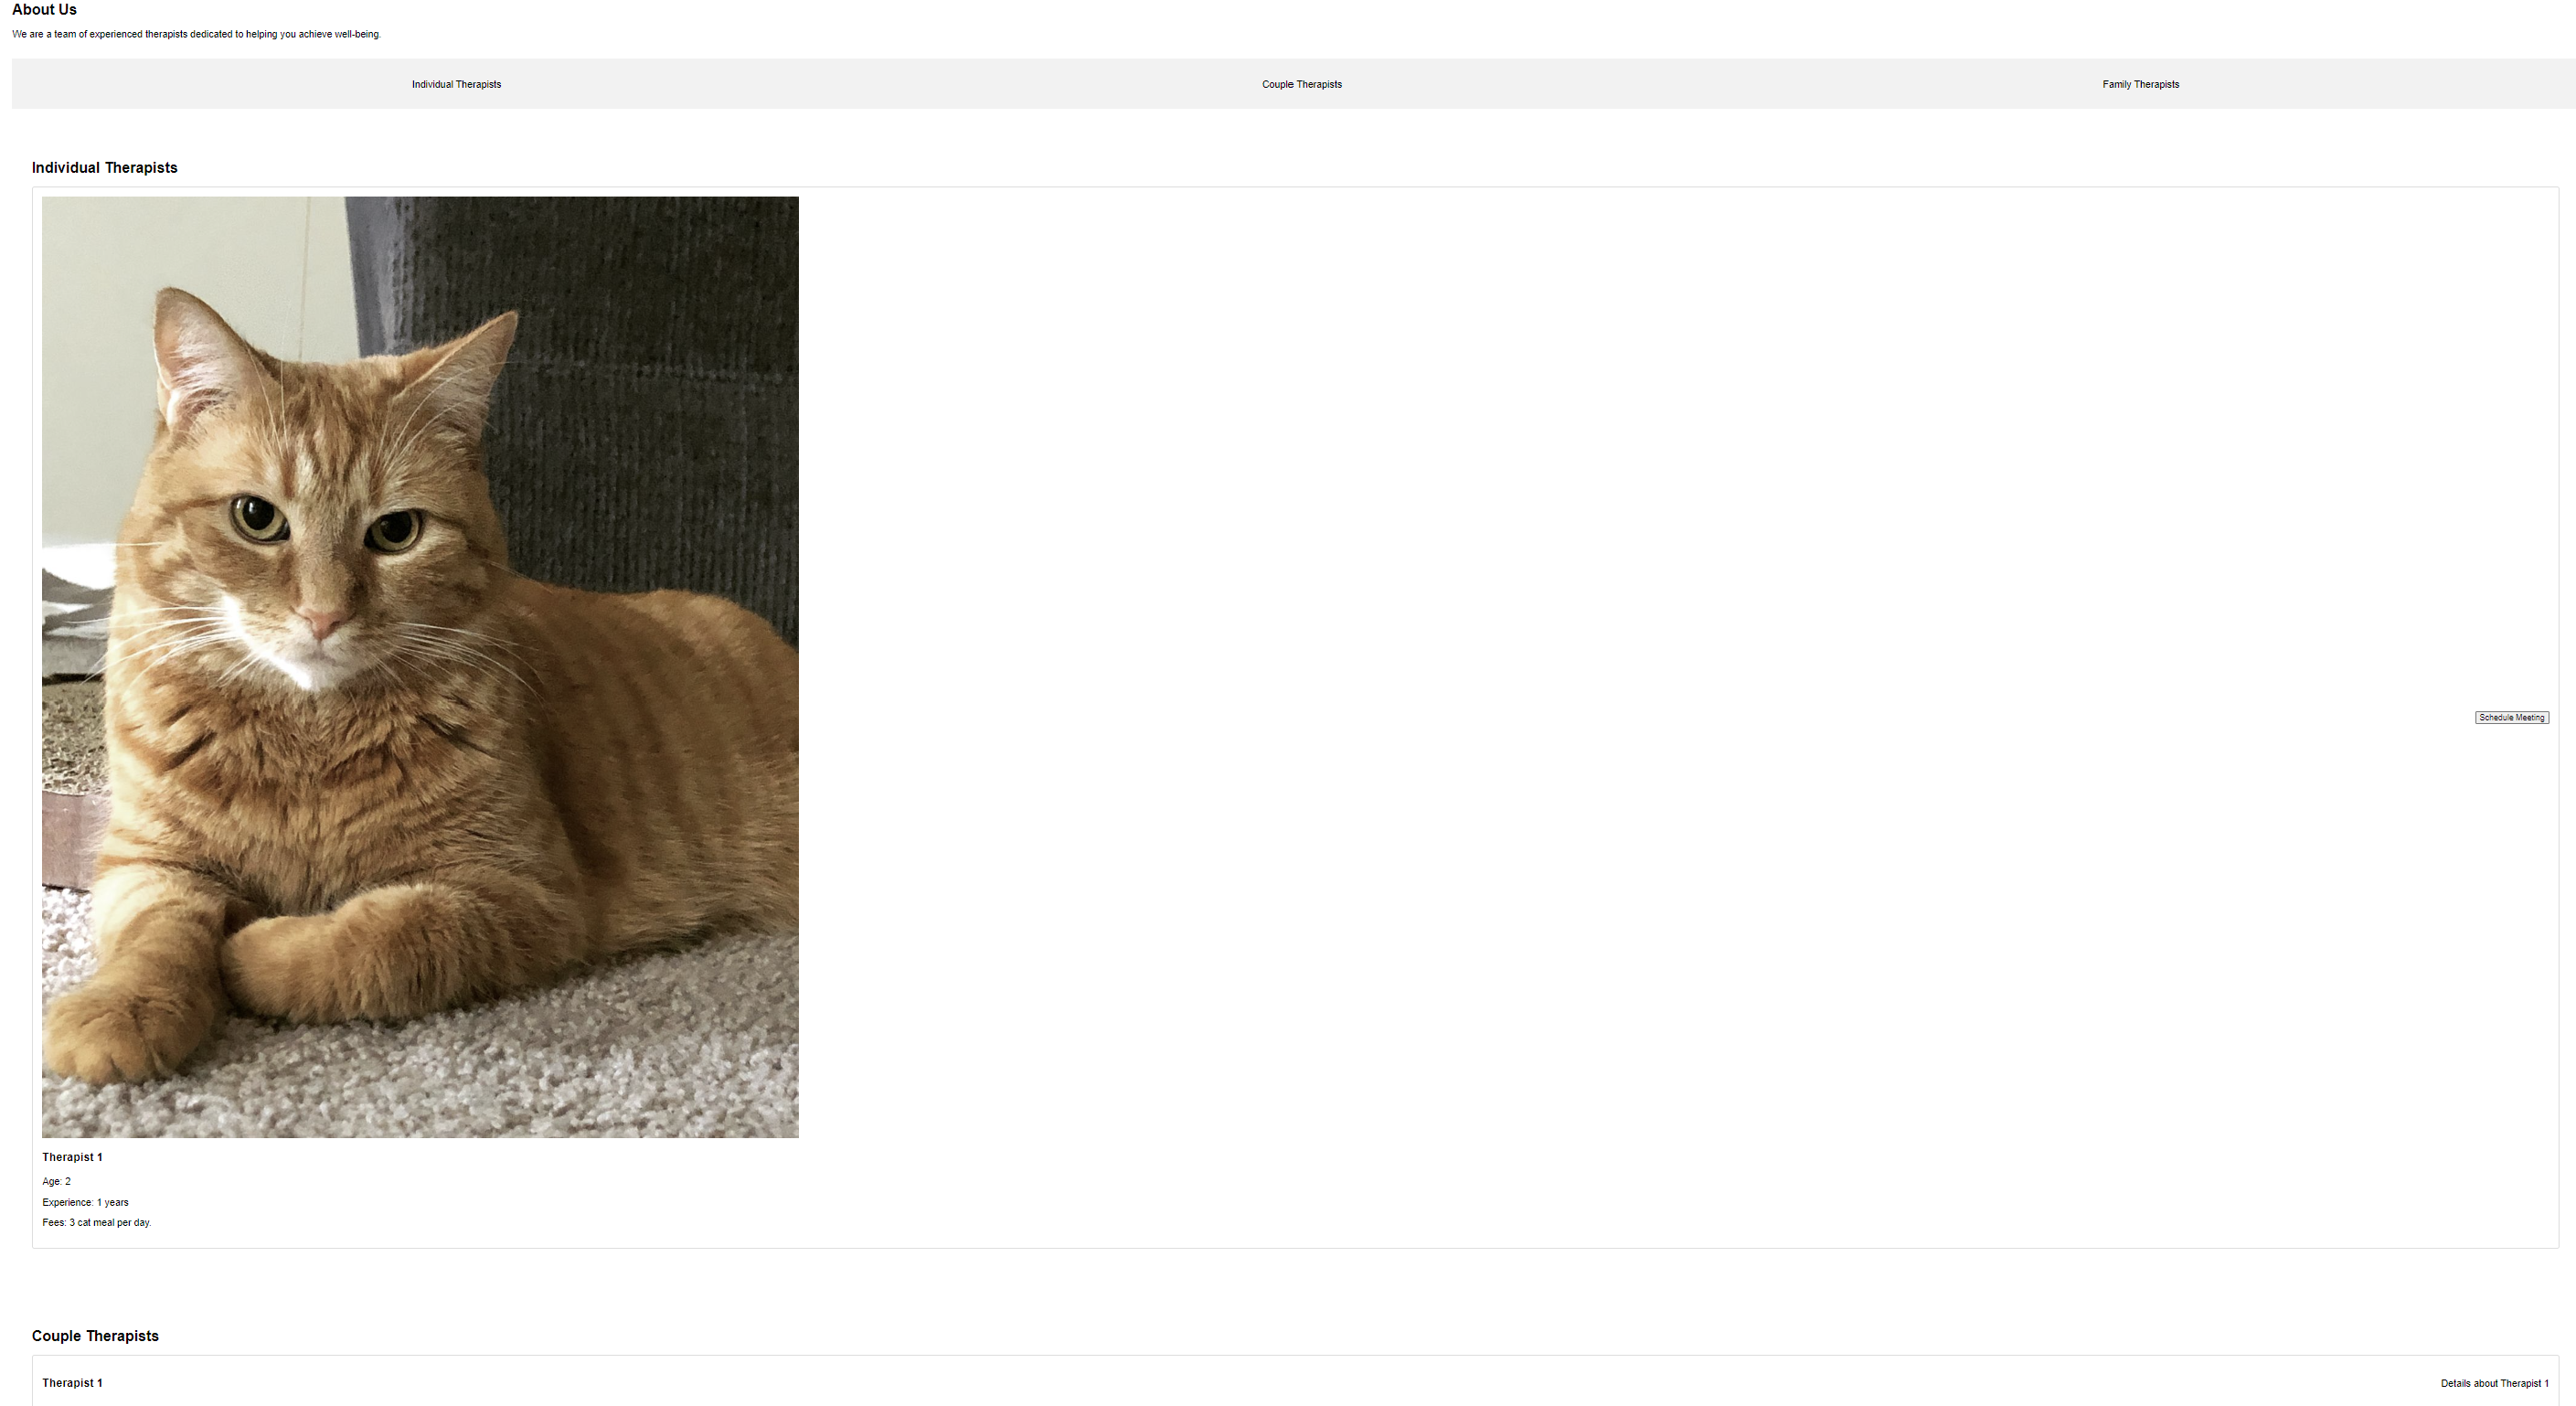 About Us
We are a team of experienced therapists dedicated to helping you achieve well-being.
Individual Therapists
Couple Therapists
Family Therapists
Individual Therapists
Schedule Meeting
Therapist 1
Age: 2
Experience: 1 years
Fees: 3 cat meal per day.
Couple Therapists
Therapist 1
Details about Therapist 1